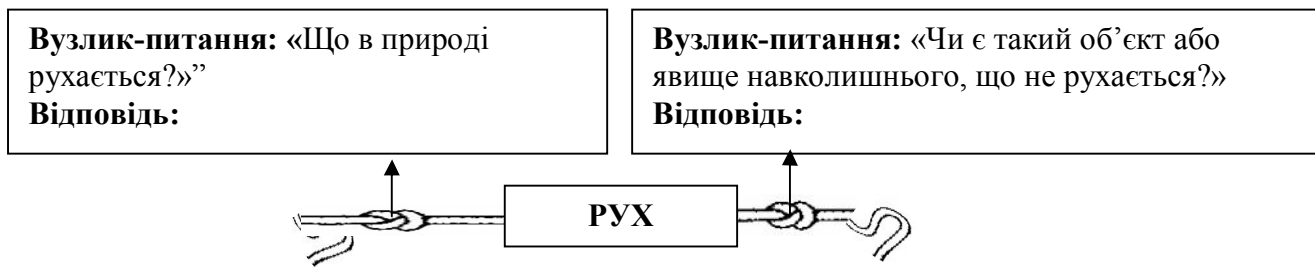 Вузлик-питання: «Що в природі
рухається?»”
Відповідь:
Вузлик-питання: «Чи є такий об’єкт або
явище навколишнього, що не рухається?»
Відповідь:
РУХ